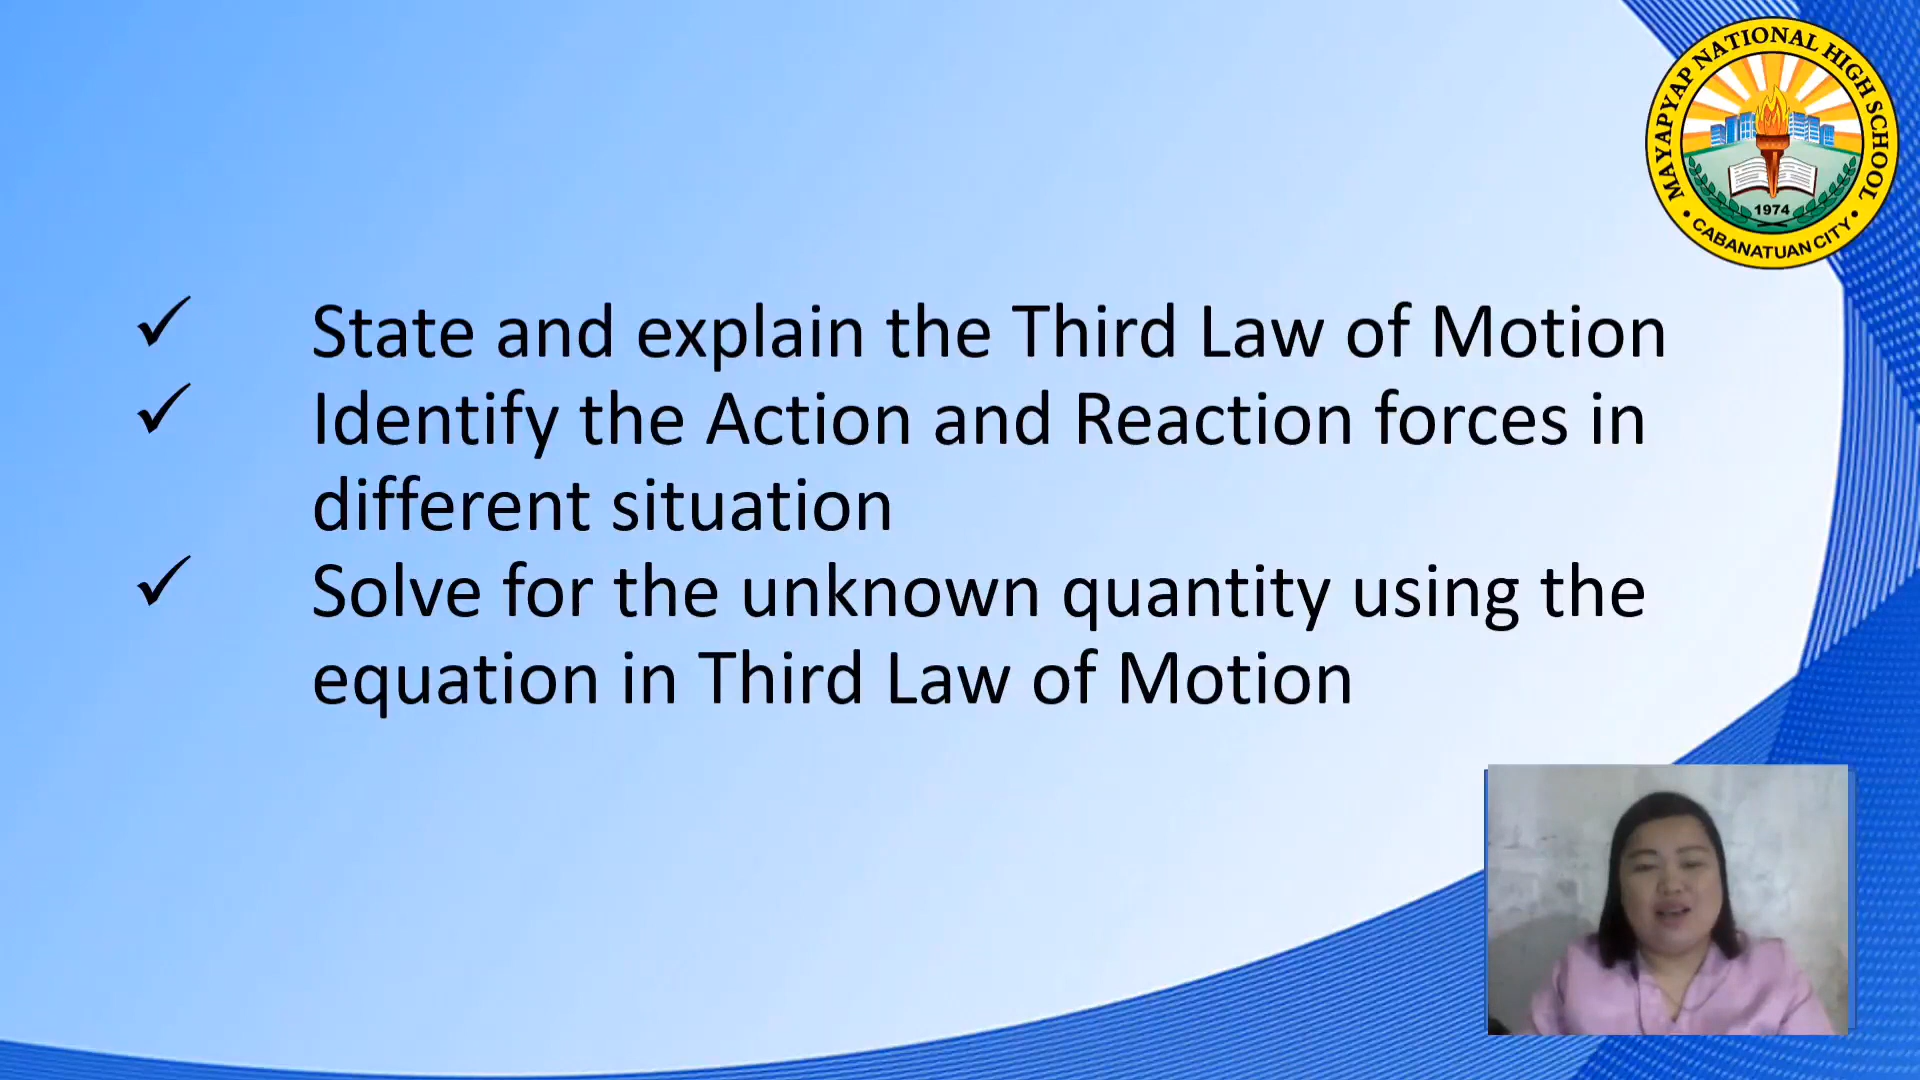 MAYAPYAP NATIONAL HIGH SCHOOL
1974
• CABANATUAN CITY •
✓ State and explain the Third Law of Motion
✓ Identify the Action and Reaction forces in
different situation
✓ Solve for the unknown quantity using the
equation in Third Law of Motion